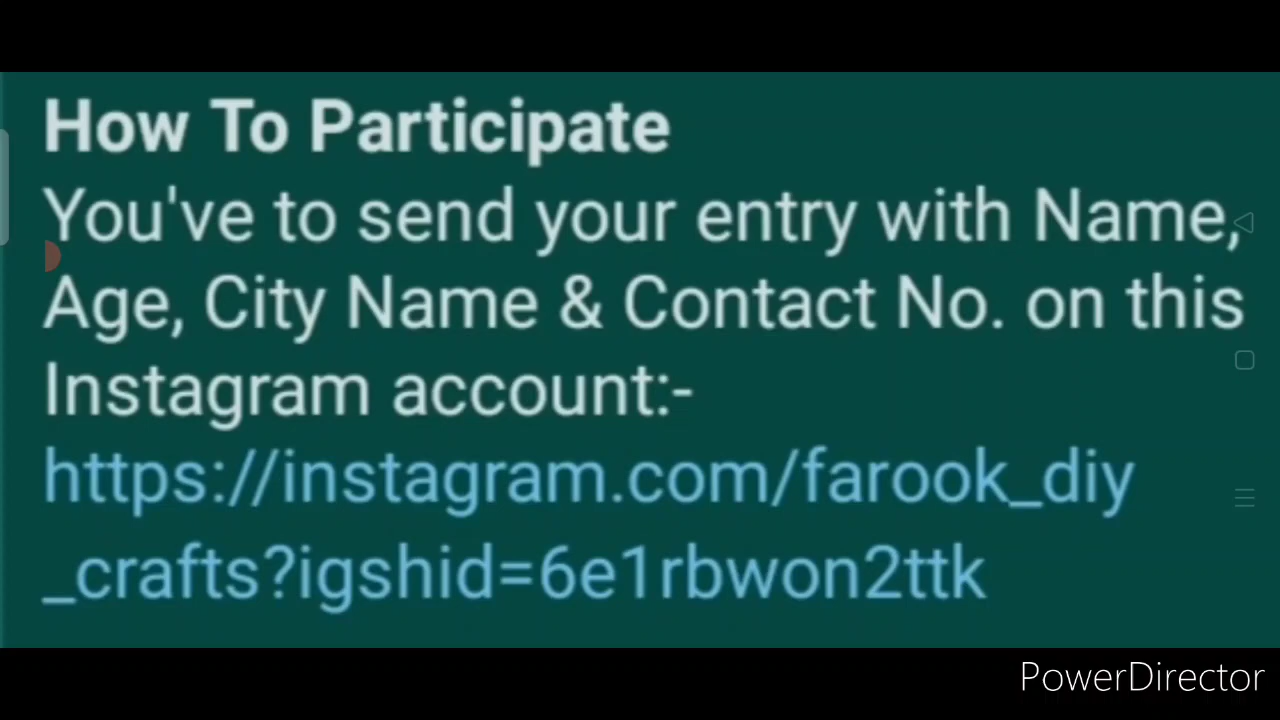 How To Participate
You've to send your entry with Name,
Age, City Name & Contact No. on this
Instagram account:-
https://instagram.com/farook_diy
_crafts?igshid=6e1rbwon2ttk
PowerDirector